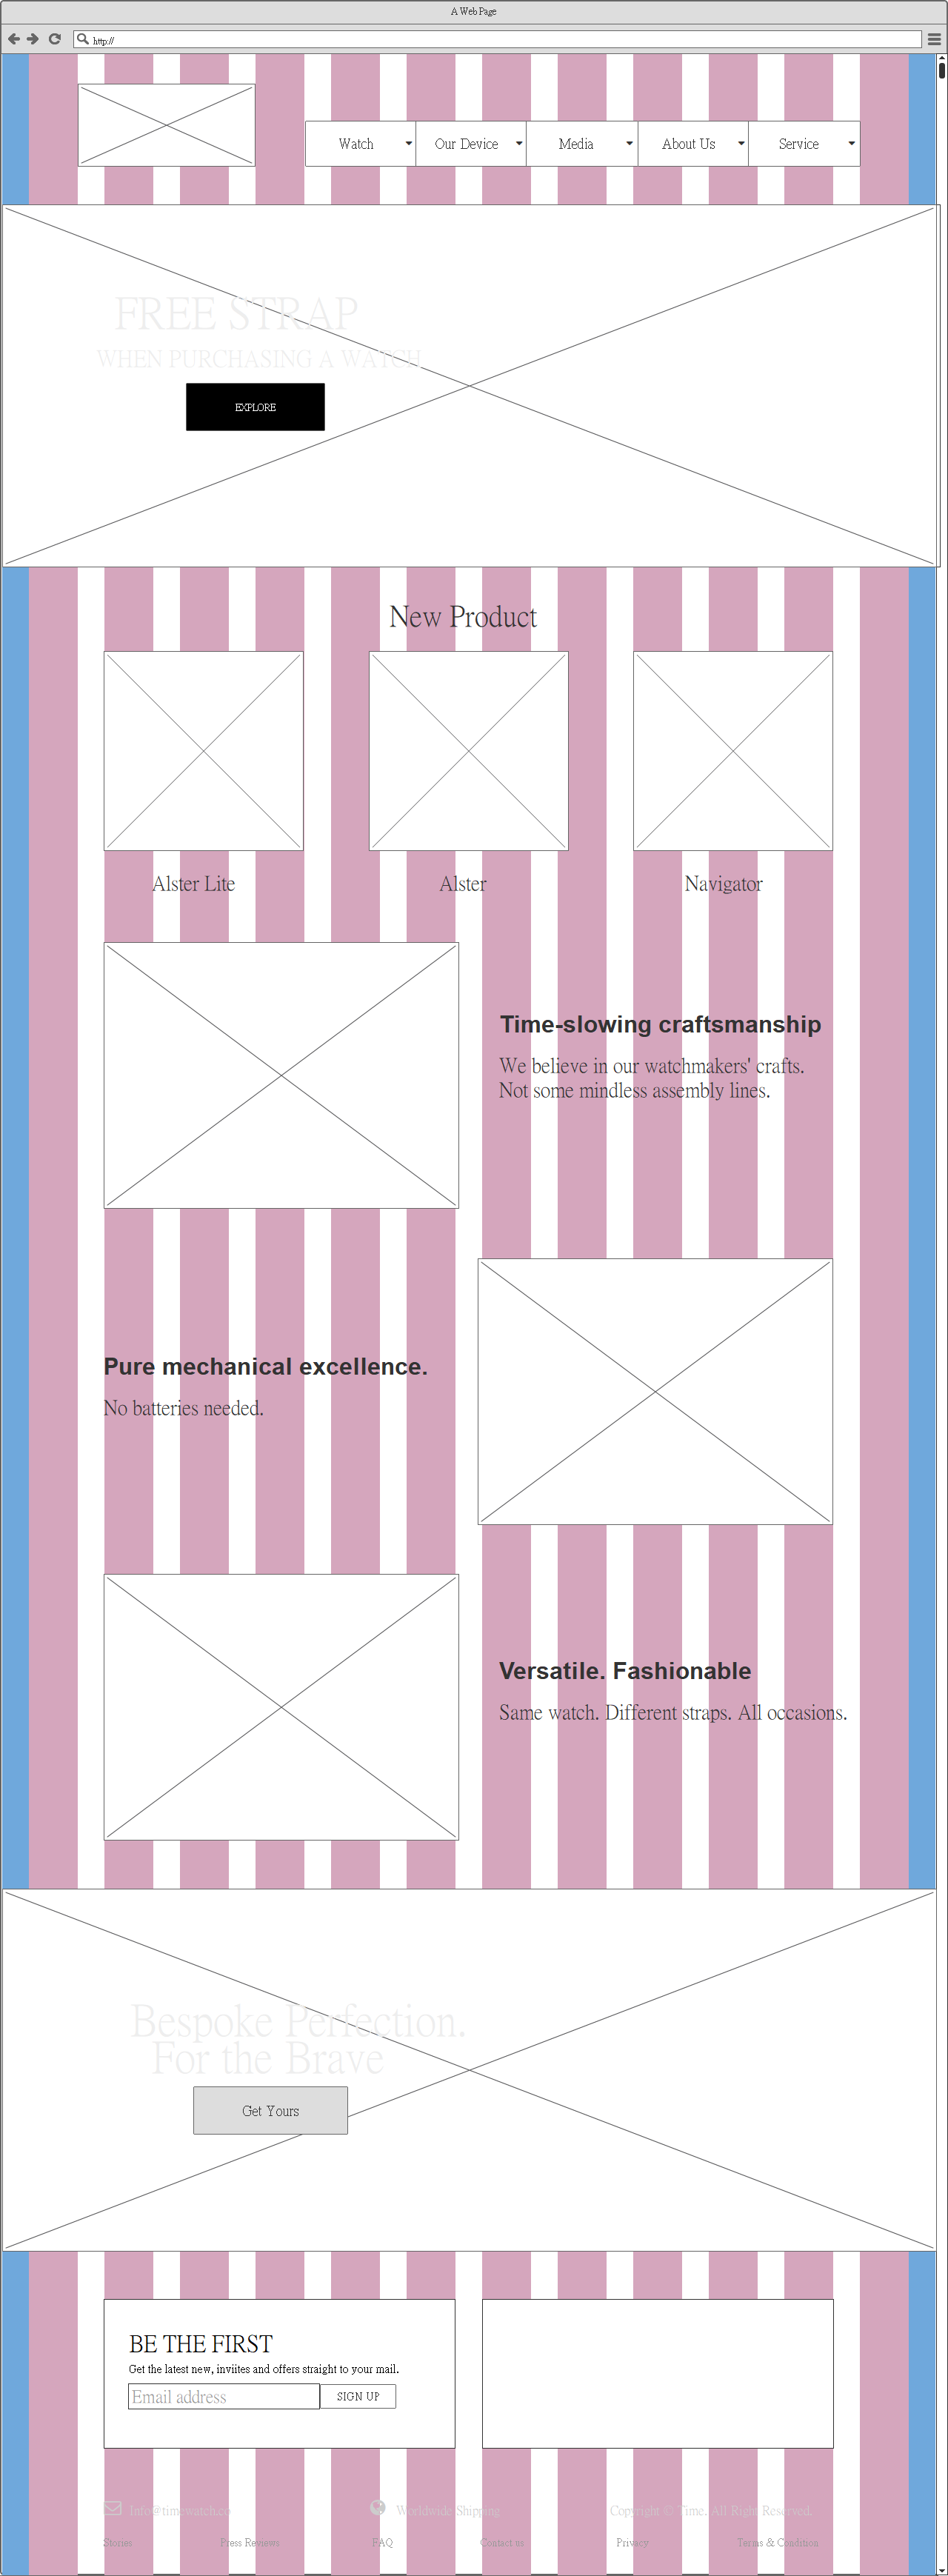 A Web Page
http://
Watch
Our Device
Media
About Us
Service
FREE STRAP
WHEN PURCHASING A WATCH
EXPLORE
New Product
Alster Lite
Alster
Navigator
Time-slowing craftsmanship
We believe in our watchmakers' crafts.
Not some mindless assembly lines.
Pure mechanical excellence.
No batteries needed.
Versatile. Fashionable
Same watch. Different straps. All occasions.
Bespoke Perfection.
For the Brave
Get Yours
BE THE FIRST
Get the latest new, inviites and offers straight to your mail.
Email address
SIGN UP
Info@timewatch.co
Worldwide Shipping
Copyright © Time. All Right Reserved.
Stories
Press Reviews
FAQ
Contact us
Privacy
Terms & Condition